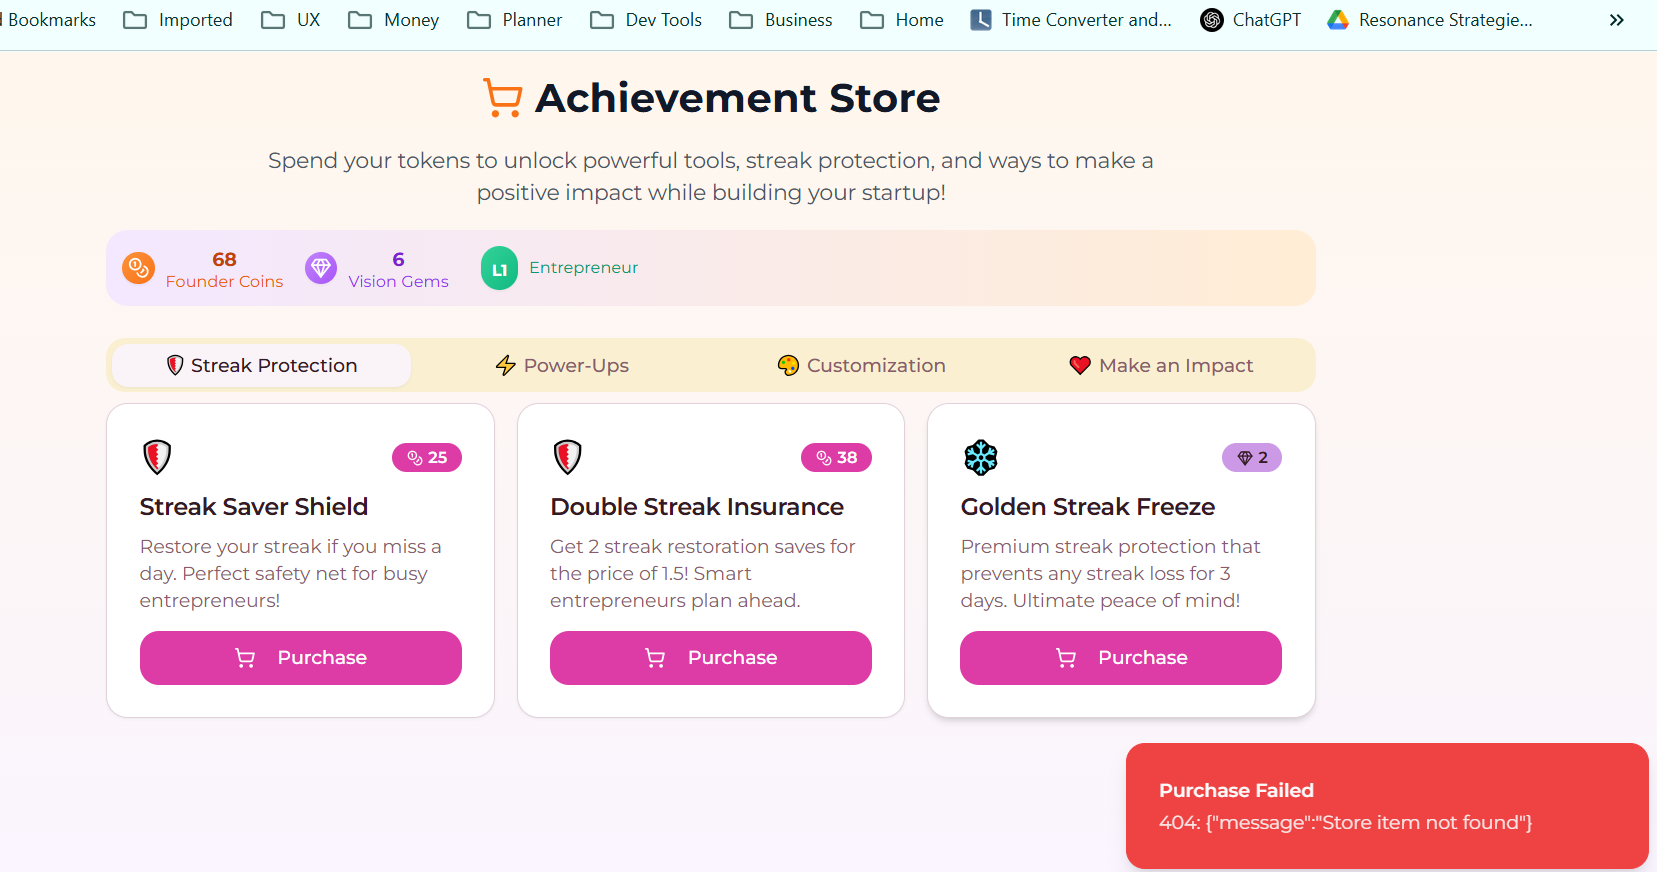 Bookmarks Imported UX Money Planner Dev Tools Business Home Time Converter and... ChatGPT Resonance Strategie... »
Achievement Store
Spend your tokens to unlock powerful tools, streak protection, and ways to make a
positive impact while building your startup!
68
Founder Coins
6
Vision Gems
L1 Entrepreneur
Streak Protection Power-Ups Customization Make an Impact
25
Streak Saver Shield
Restore your streak if you miss a
day. Perfect safety net for busy
entrepreneurs!
Purchase
38
Double Streak Insurance
Get 2 streak restoration saves for
the price of 1.5! Smart
entrepreneurs plan ahead.
Purchase
2
Golden Streak Freeze
Premium streak protection that
prevents any streak loss for 3
days. Ultimate peace of mind!
Purchase
Purchase Failed
404: {"message":"Store item not found"}